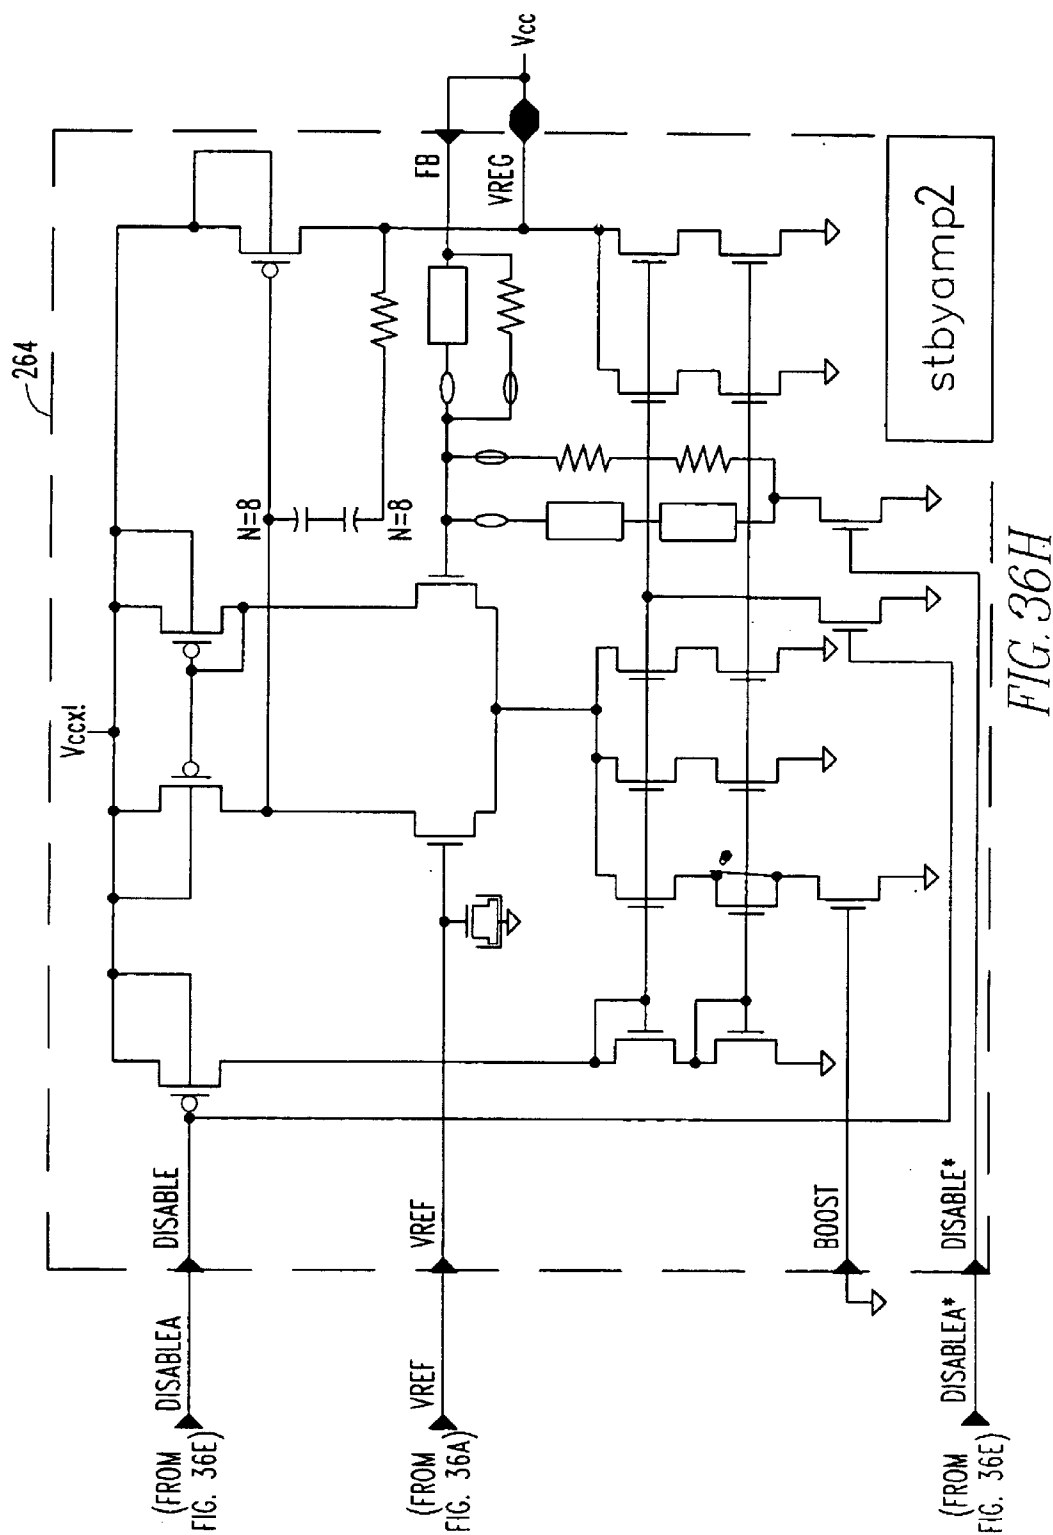 264
Vccx!
N=8
N=8
FB
VREG
Vcc
(FROM
FIG. 36E)
DISABLEA
DISABLE
(FROM
FIG. 36A)
VREF
VREF
BOOST
(FROM
FIG. 36E)
DISABLEA*
DISABLE*
stbyamp2
FIG. 36H